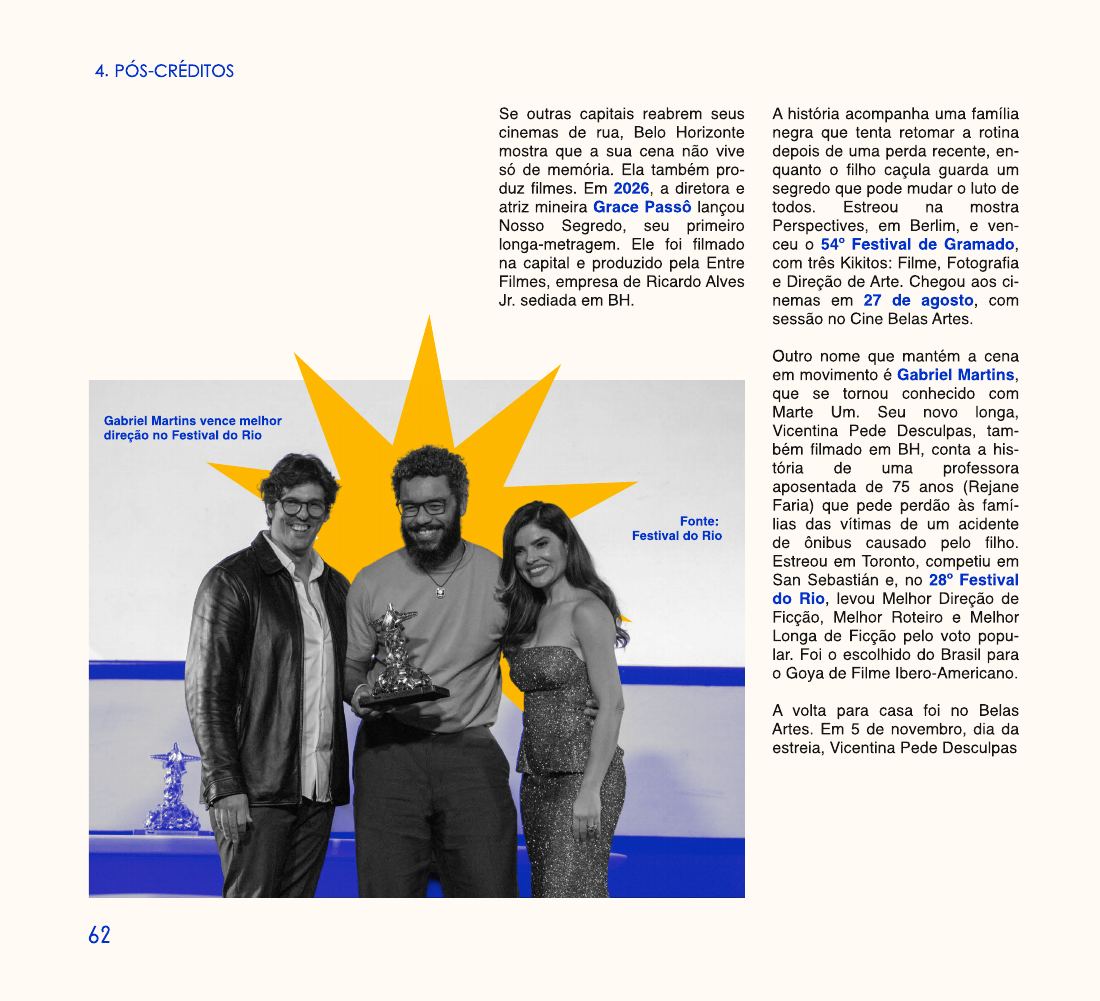 4. PÓS-CRÉDITOS
Se outras capitais reabrem seus
cinemas de rua, Belo Horizonte
mostra que a sua cena não vive
só de memória. Ela também pro-
duz filmes. Em 2026, a diretora e
atriz mineira Grace Passô lançou
Nosso Segredo, seu primeiro
longa-metragem. Ele foi filmado
na capital e produzido pela Entre
Filmes, empresa de Ricardo Alves
Jr. sediada em BH.
Gabriel Martins vence melhor
direção no Festival do Rio
Fonte:
Festival do Rio
A história acompanha uma família
negra que tenta retomar a rotina
depois de uma perda recente, en-
quanto o filho caçula guarda um
segredo que pode mudar o luto de
todos. Estreou na mostra
Perspectives, em Berlim, e ven-
ceu o 54º Festival de Gramado,
com três Kikitos: Filme, Fotografia
e Direção de Arte. Chegou aos ci-
nemas em 27 de agosto, com
sessão no Cine Belas Artes.
Outro nome que mantém a cena
em movimento é Gabriel Martins,
que se tornou conhecido com
Marte Um. Seu novo longa,
Vicentina Pede Desculpas, tam-
bém filmado em BH, conta a his-
tória de uma professora
aposentada de 75 anos (Rejane
Faria) que pede perdão às famí-
lias das vítimas de um acidente
de ônibus causado pelo filho.
Estreou em Toronto, competiu em
San Sebastián e, no 28º Festival
do Rio, levou Melhor Direção de
Ficção, Melhor Roteiro e Melhor
Longa de Ficção pelo voto popu-
lar. Foi o escolhido do Brasil para
o Goya de Filme Ibero-Americano.
A volta para casa foi no Belas
Artes. Em 5 de novembro, dia da
estreia, Vicentina Pede Desculpas
62